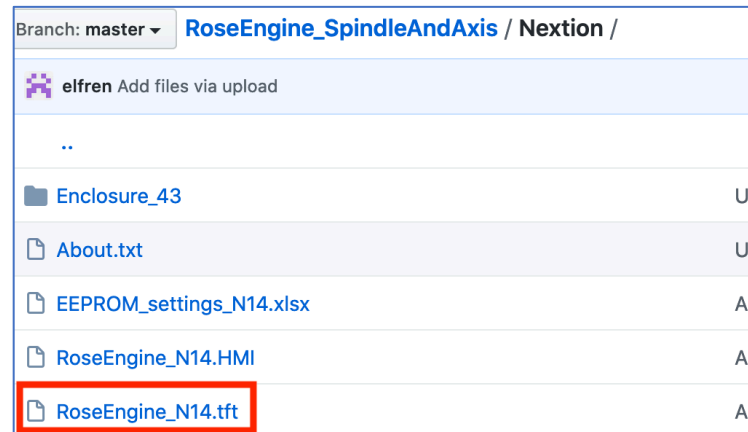 Branch: master RoseEngine_SpindleAndAxis / Nextion /
elfren Add files via upload
..
Enclosure_43 U
About.txt U
EEPROM_settings_N14.xlsx A
RoseEngine_N14.HMI A
RoseEngine_N14.tft A